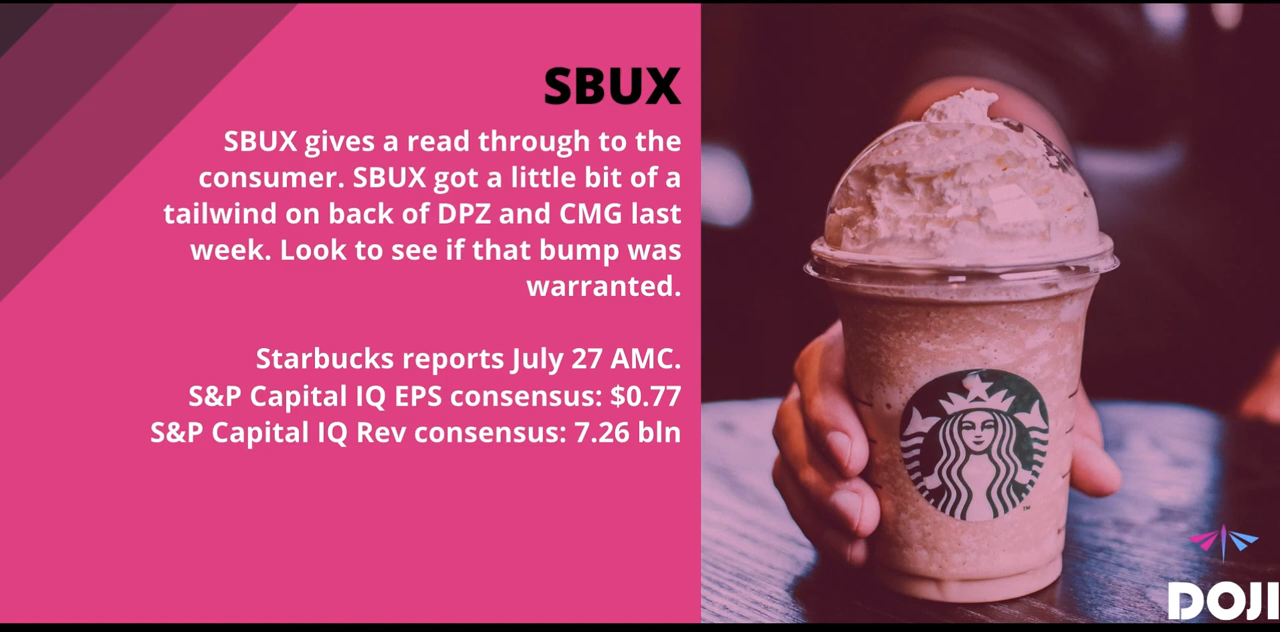 SBUX
SBUX gives a read through to the
consumer. SBUX got a little bit of a
tailwind on back of DPZ and CMG last
week. Look to see if that bump was
warranted.
Starbucks reports July 27 AMC.
S&P Capital IQ EPS consensus: $0.77
S&P Capital IQ Rev consensus: 7.26 bln
TM
DOJI